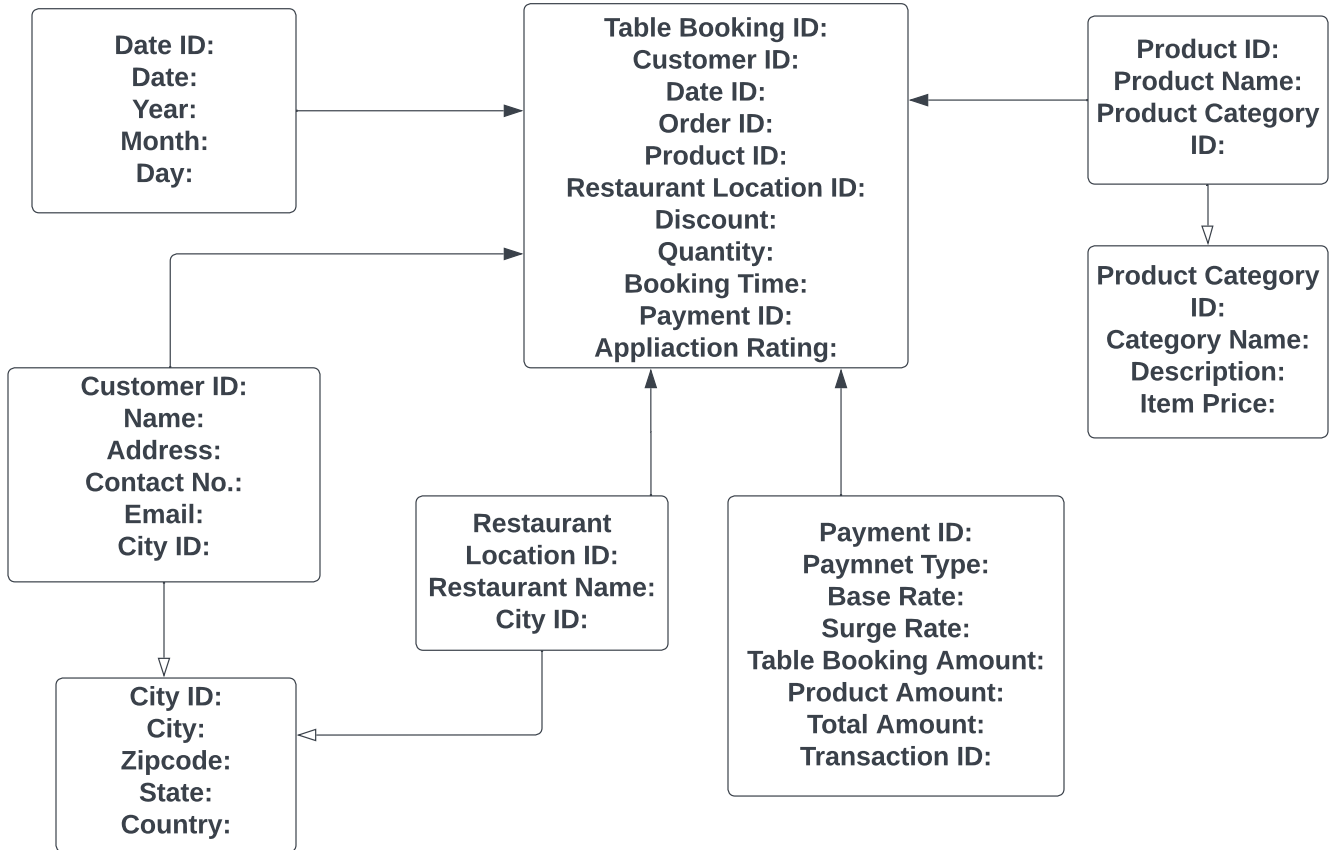 Date ID:
Date:
Year:
Month:
Day:
Table Booking ID:
Customer ID:
Date ID:
Order ID:
Product ID:
Restaurant Location ID:
Discount:
Quantity:
Booking Time:
Payment ID:
Appliaction Rating:
Product ID:
Product Name:
Product Category
ID:
Product Category
ID:
Category Name:
Description:
Item Price:
Customer ID:
Name:
Address:
Contact No.:
Email:
City ID:
Restaurant
Location ID:
Restaurant Name:
City ID:
Payment ID:
Paymnet Type:
Base Rate:
Surge Rate:
Table Booking Amount:
Product Amount:
Total Amount:
Transaction ID:
City ID:
City:
Zipcode:
State:
Country: